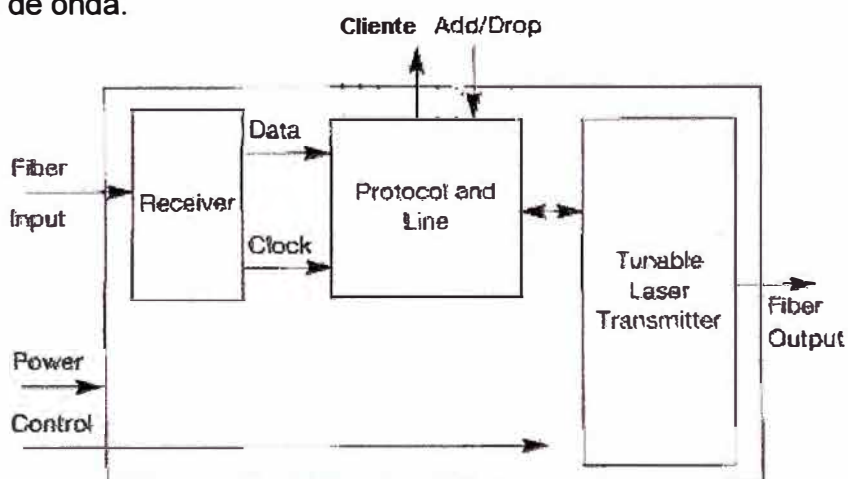 de onda.
Cliente Add/Drop
Data
Fiber
Input
Receiver
Protocol and
Line
Clock
Tunable
Laser
Transmitter
Fiber
Output
Power
Control